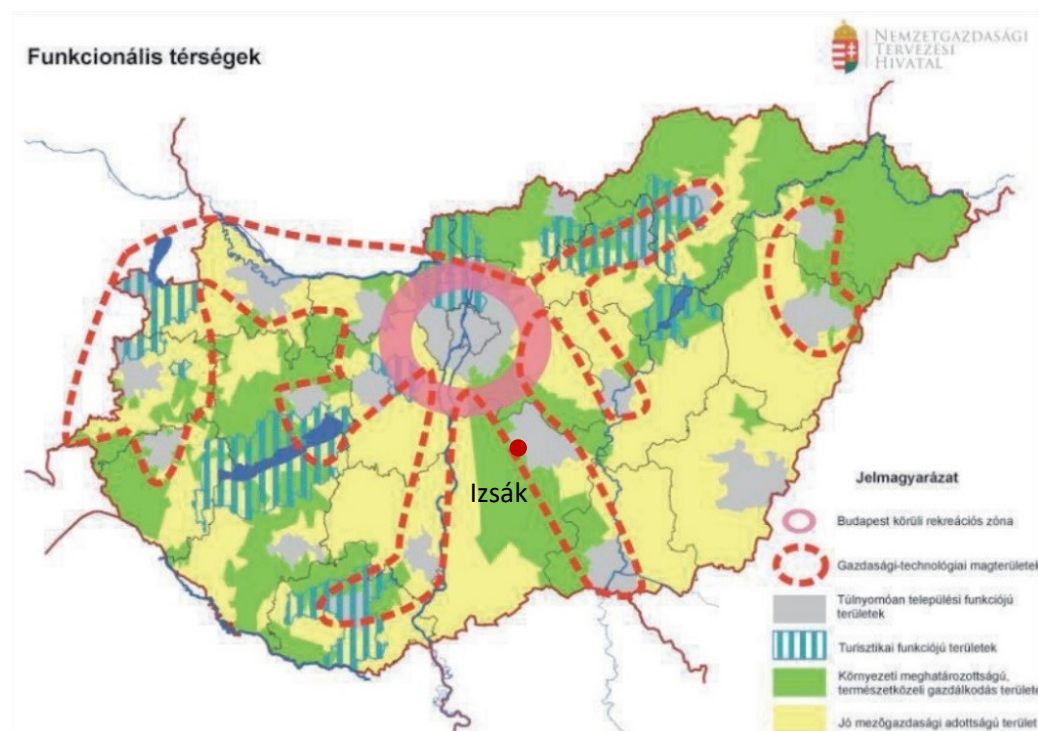 Funkcionális térségek
NEMZETGAZDASÁGI
TERVEZÉSI
HIVATAL
Izsák
Jelmagyarázat
Budapest körüli rekreációs zóna
Gazdasági-technológiai magterületek
Túlnyomóan települési funkciójú
területek
Turisztikai funkciójú területek
Környezeti meghatározottságú,
természetközeli gazdálkodás területe
Jó mezőgazdasági adottságú terület